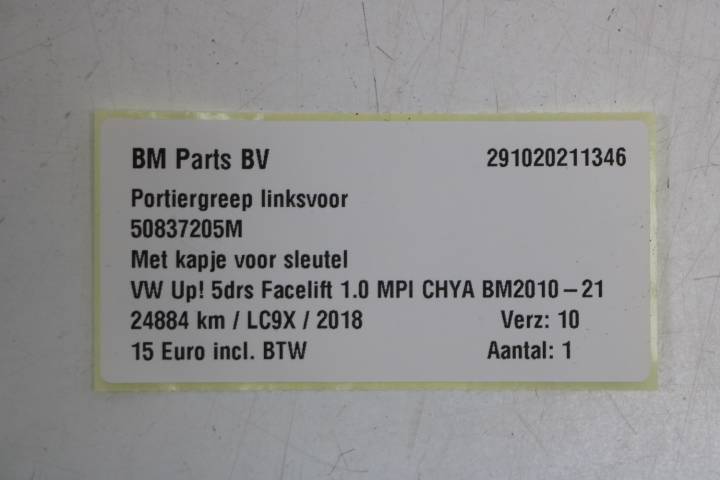 BM Parts BV 291020211346
Portiergreep linksvoor
50837205M
Met kapje voor sleutel
VW Up! 5drs Facelift 1.0 MPI CHYA BM2010-21
24884 km / LC9X / 2018 Verz: 10
15 Euro incl. BTW Aantal: 1